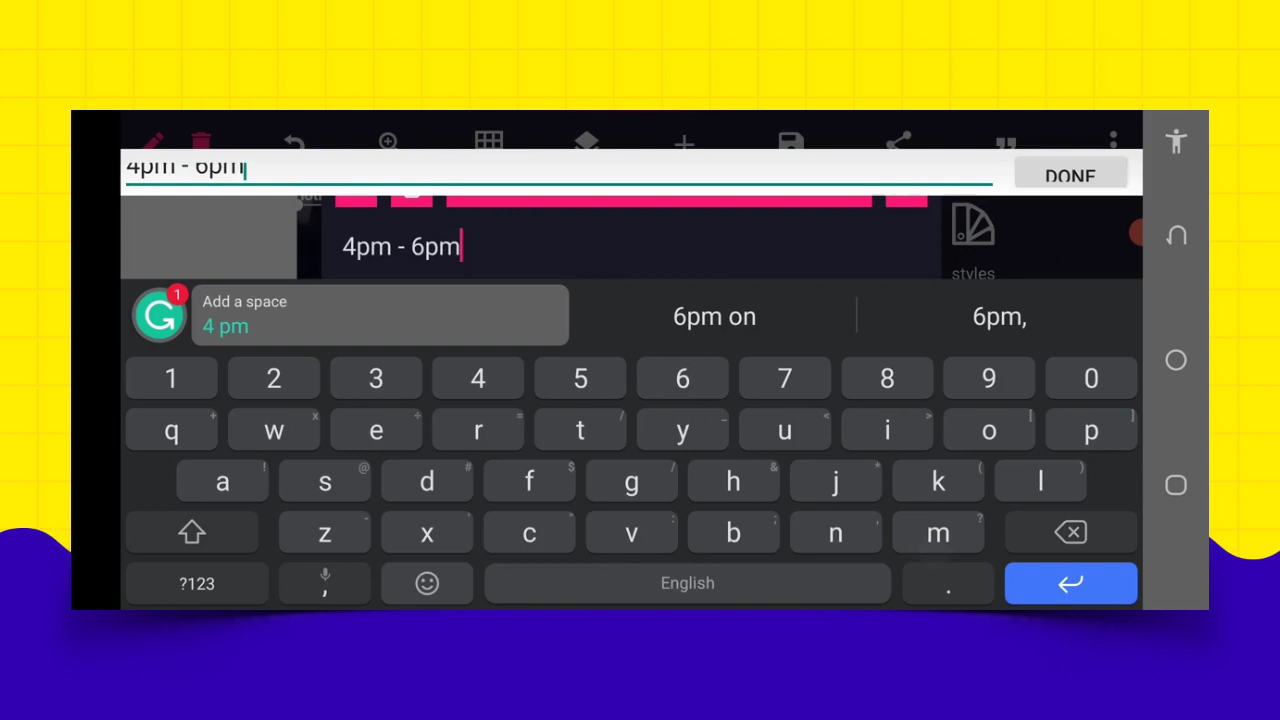 4pm - 6pm
DONE
4pm - 6pm
styles
1
Add a space
4 pm
6pm on
6pm,
1 2 3 4 5 6 7 8 9 0
+ x ÷ = / _ < > [ ]
q w e r t y u i o p
! @ # $ / & * ( )
a s d f g h j k l
- ' " : ; , ?
z x c v b n m
?123 , English .